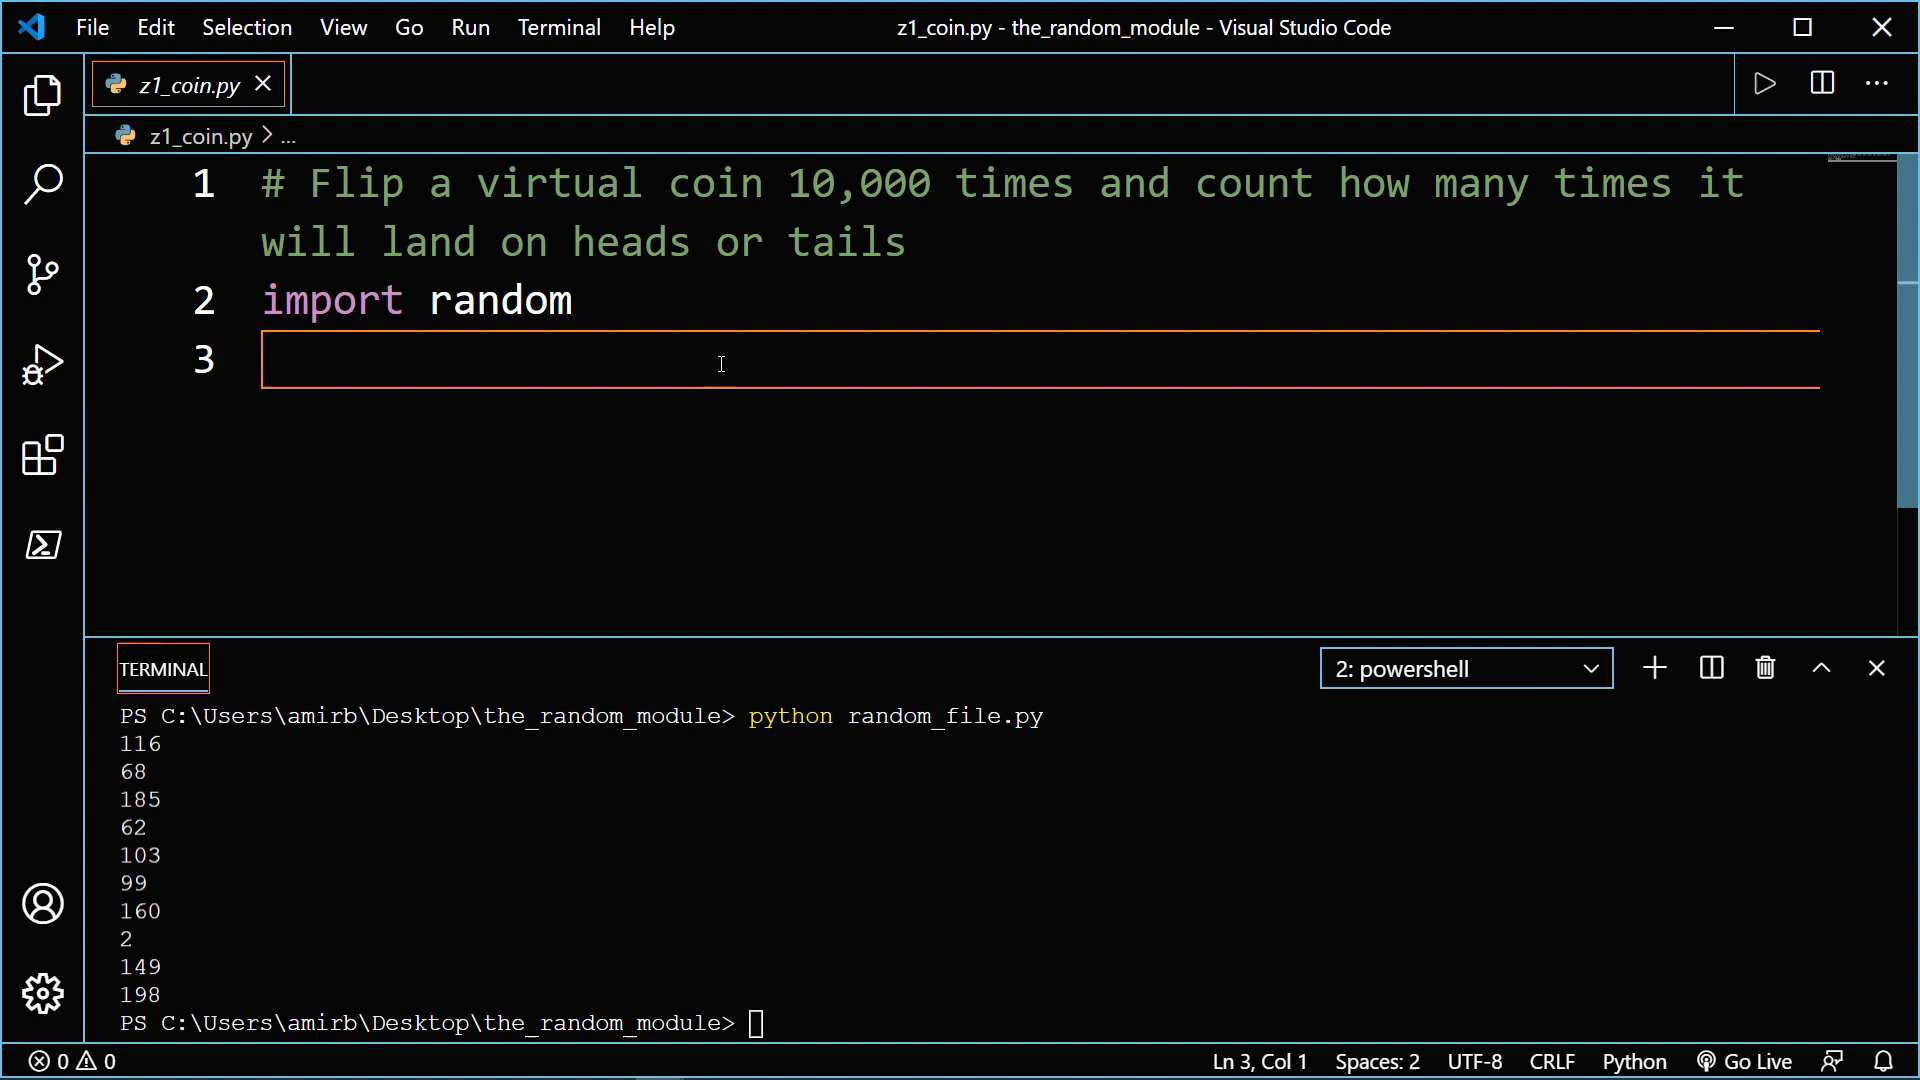 File Edit Selection View Go Run Terminal Help z1_coin.py - the_random_module - Visual Studio Code
z1_coin.py
z1_coin.py > ...
1 # Flip a virtual coin 10,000 times and count how many times it
will land on heads or tails
2 import random
3
TERMINAL 2: powershell
PS C:\Users\amirb\Desktop\the_random_module> python random_file.py
116
68
185
62
103
99
160
2
149
198
PS C:\Users\amirb\Desktop\the_random_module>
0 0 Ln 3, Col 1 Spaces: 2 UTF-8 CRLF Python Go Live